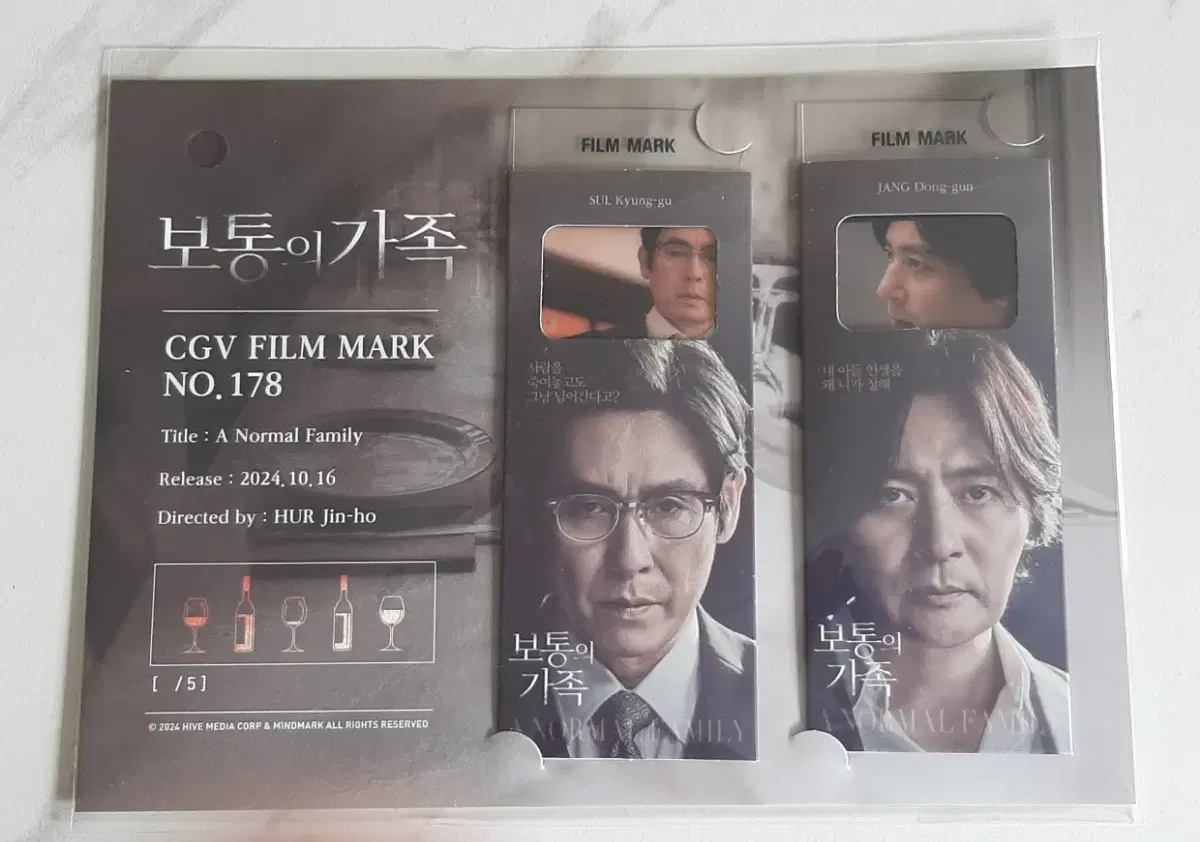 보통의 가족
CGV FILM MARK
NO. 178
Title : A Normal Family
Release : 2024. 10. 16
Directed by : HUR Jin-ho
[ /5]
© 2024 HIVE MEDIA CORP & MINDMARK ALL RIGHTS RESERVED
FILM MARK
SUL Kyung-gu
사람을
죽여놓고도
그냥 넘어간다고?
보통의
가족
A NORMAL FAMILY
FILM MARK
JANG Dong-gun
내 아들 인생을
왜 니가 정해
보통의
가족
A NORMAL FAMILY